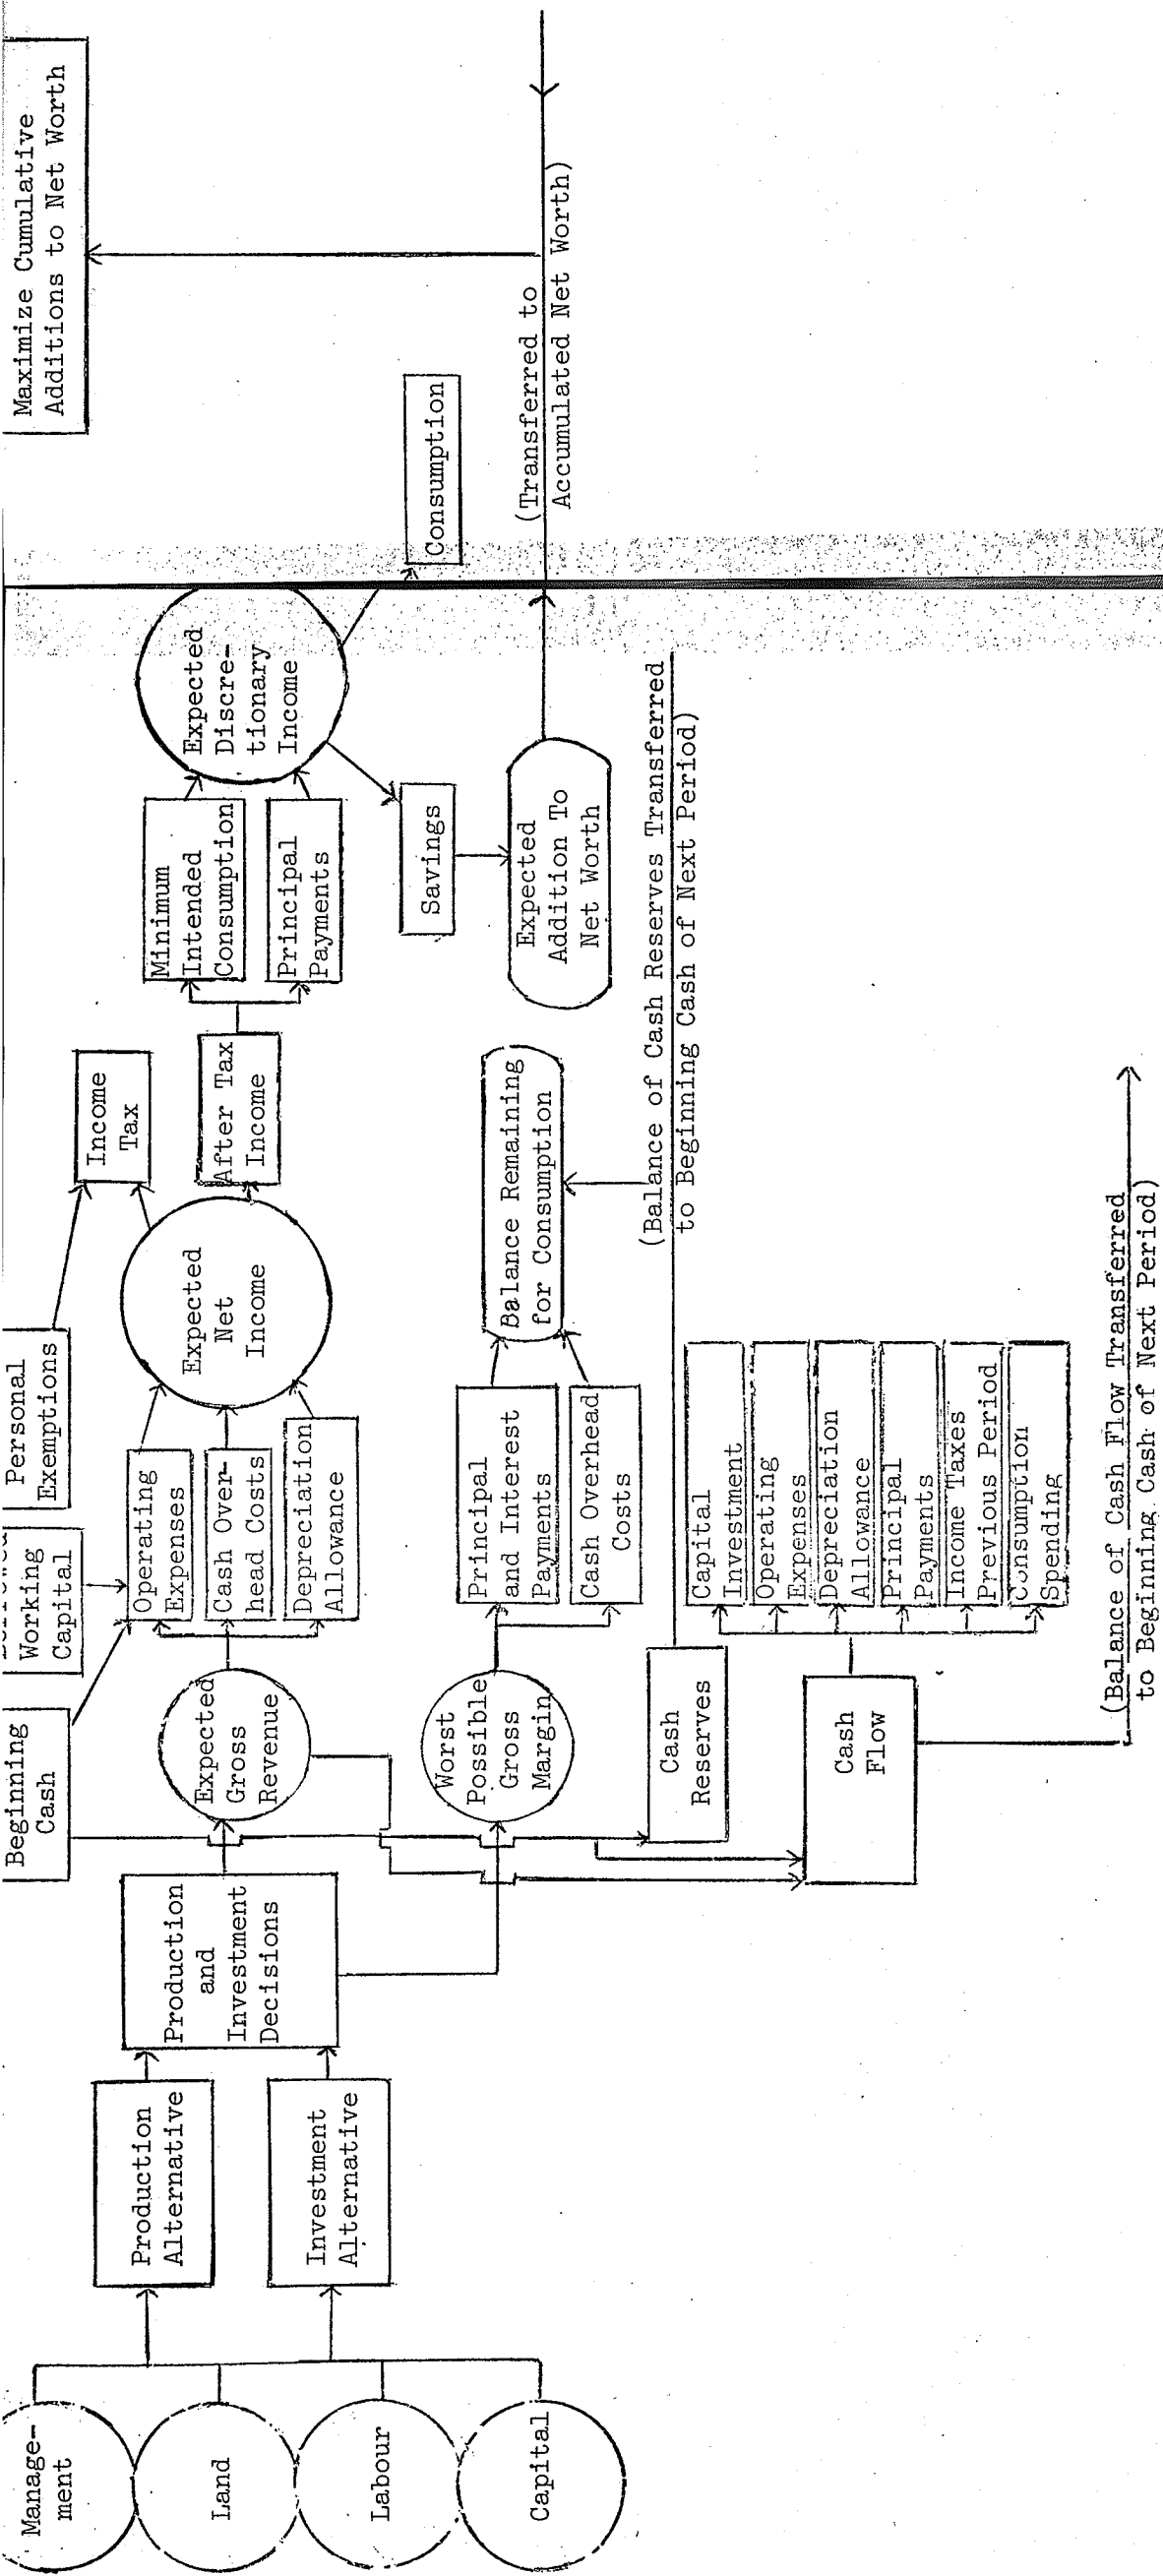 Manage-
ment
Land
Labour
Capital
Production
Alternative
Investment
Alternative
Production
and
Investment
Decisions
Beginning
Cash
Working
Capital
Personal
Exemptions
Expected
Gross
Revenue
Operating
Expenses
Cash Over-
head Costs
Depreciation
Allowance
Expected
Net
Income
Income
Tax
After Tax
Income
Minimum
Intended
Consumption
Principal
Payments
Expected
Discre-
tionary
Income
Consumption
Savings
Expected
Addition To
Net Worth
(Transferred to
Accumulated Net Worth)
Maximize Cumulative
Additions to Net Worth
Worst
Possible
Gross
Margin
Principal
and Interest
Payments
Cash Overhead
Costs
Balance Remaining
for Consumption
Cash
Reserves
(Balance of Cash Reserves Transferred
to Beginning Cash of Next Period)
Cash
Flow
Capital
Investment
Operating
Expenses
Depreciation
Allowance
Principal
Payments
Income Taxes
Previous Period
Consumption
Spending
(Balance of Cash Flow Transferred
to Beginning Cash of Next Period)